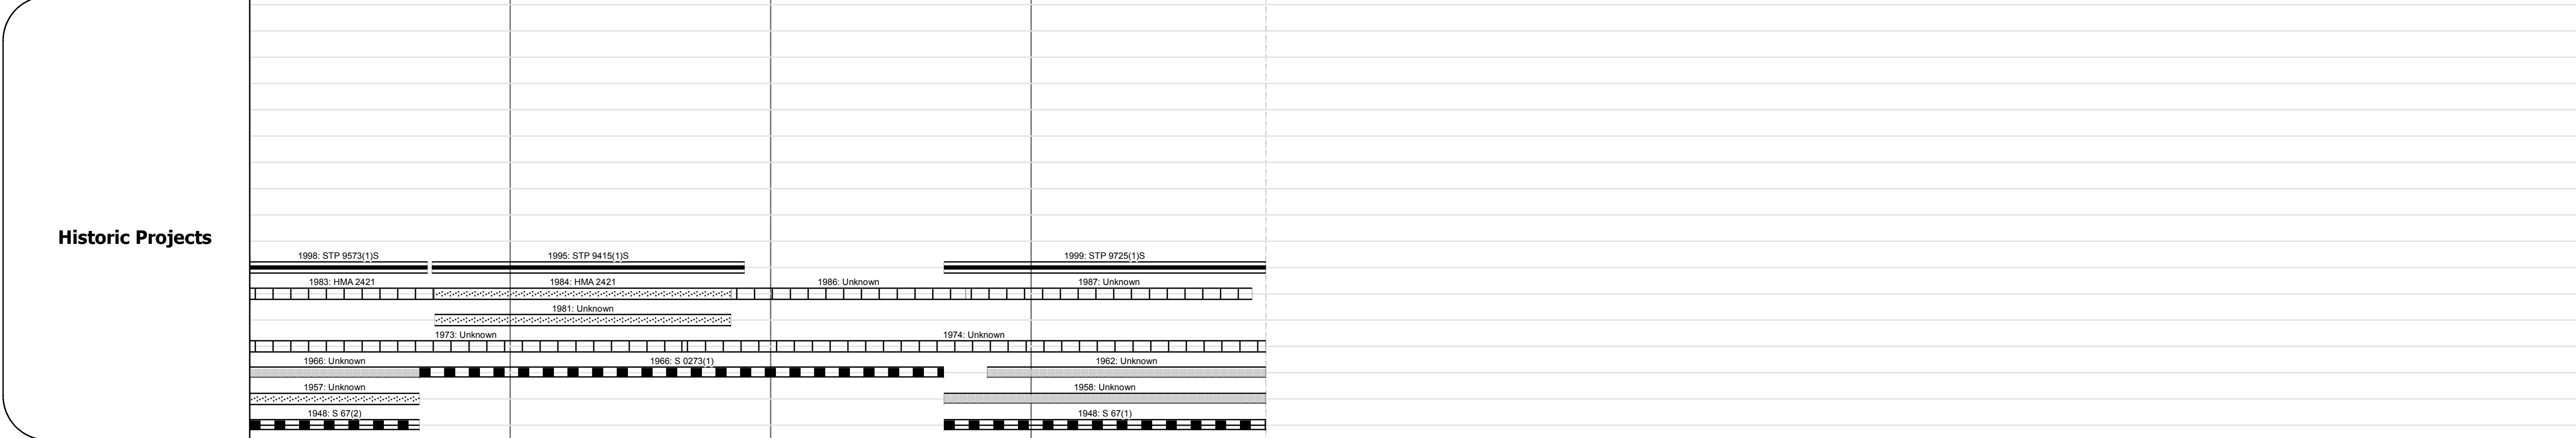 Historic Projects
1998: STP 9573(1)S 1995: STP 9415(1)S 1999: STP 9725(1)S
1983: HMA 2421 1984: HMA 2421 1986: Unknown 1987: Unknown
1981: Unknown
1973: Unknown 1974: Unknown
1966: Unknown 1966: S 0273(1) 1962: Unknown
1957: Unknown 1958: Unknown
1948: S 67(2) 1948: S 67(1)